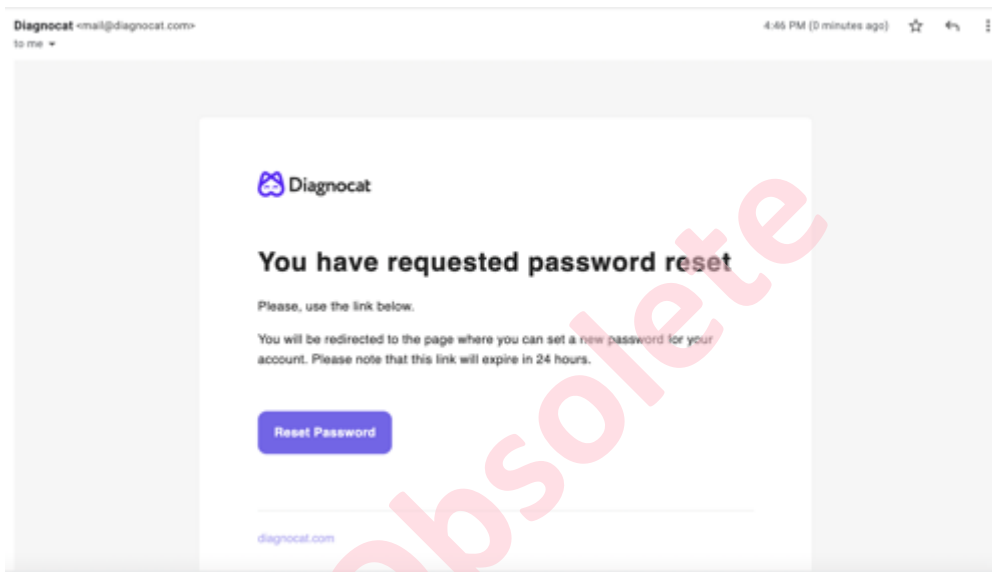 Diagnocat <mail@diagnocat.com>
4:46 PM (0 minutes ago)
to me
Diagnocat
You have requested password reset
Please, use the link below.
You will be redirected to the page where you can set a new password for your
account. Please note that this link will expire in 24 hours.
Reset Password
diagnocat.com
obsolete